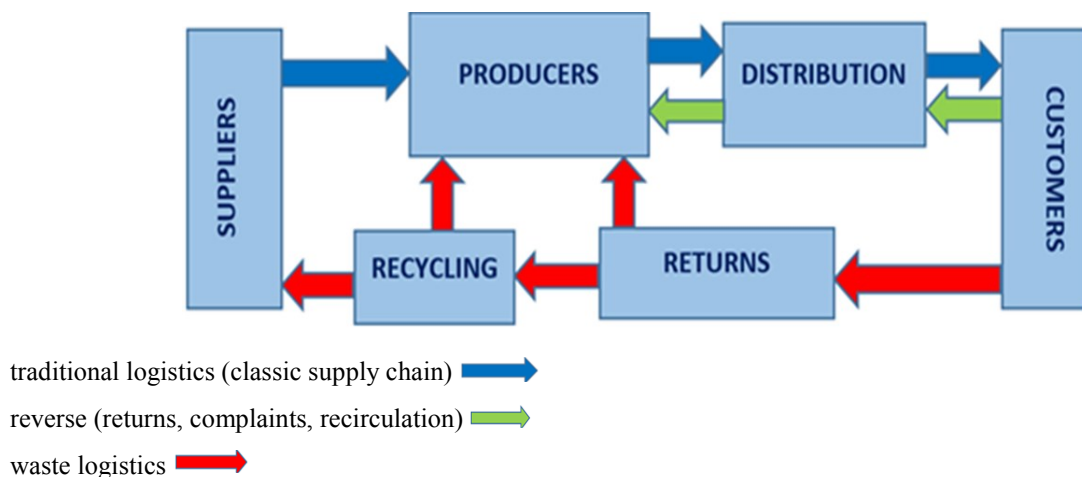 PRODUCERS
DISTRIBUTION
SUPPLIERS
CUSTOMERS
RECYCLING
RETURNS
traditional logistics (classic supply chain)
reverse (returns, complaints, recirculation)
waste logistics